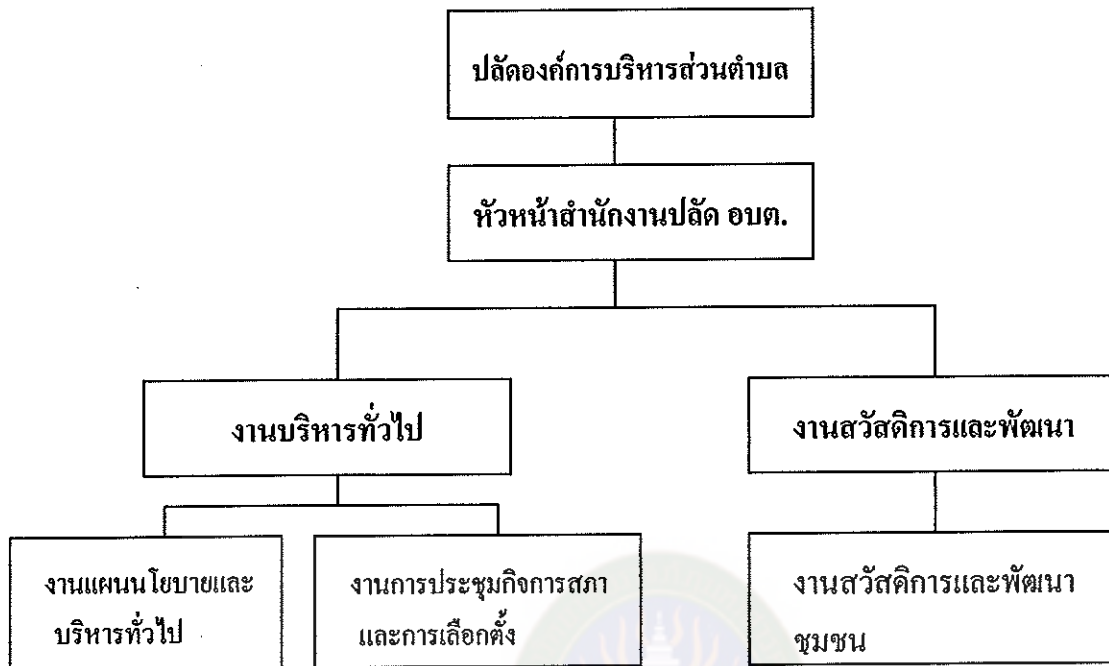 ปลัดองค์การบริหารส่วนตำบล
หัวหน้าสำนักงานปลัด อบต.
งานบริหารทั่วไป
งานสวัสดิการและพัฒนา
งานแผนนโยบายและ
บริหารทั่วไป
งานการประชุมกิจการสภา
และการเลือกตั้ง
งานสวัสดิการและพัฒนา
ชุมชน